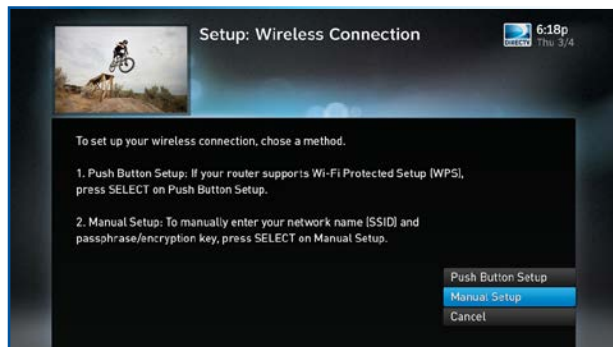 Setup: Wireless Connection
DIRECTV
6:18p
Thu 3/4
To set up your wireless connection, chose a method.
1. Push Button Setup: If your router supports Wi-Fi Protected Setup (WPS),
press SELECT on Push Button Setup.
2. Manual Setup: To manually enter your network name (SSID) and
passphrase/encryption key, press SELECT on Manual Setup.
Push Button Setup
Manual Setup
Cancel